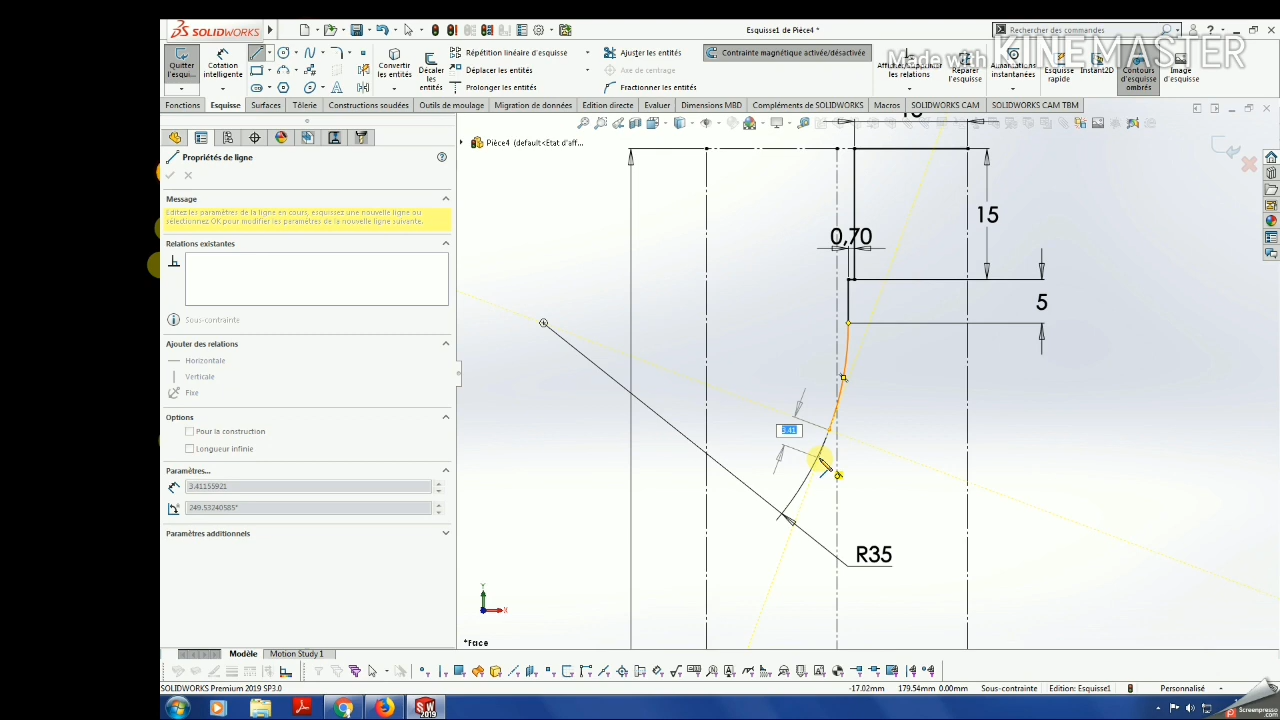 SOLIDWORKS
Esquisse1 de Pièce4 *
Rechercher des commandes
Made with KINEMASTER
Quitter l'esqui...
Cotation intelligente
Convertir les entités
Décaler les entités
Répétition linéaire d'esquisse
Déplacer les entités
Prolonger les entités
Ajuster les entités
Axe de centrage
Fractionner les entités
Contrainte magnétique activée/désactivée
les relations
Réparer l'esquisse
instantanées
Esquisse rapide
Instant2D
Contours d'esquisse ombrés
Image d'esquisse
Fonctions
Esquisse
Surfaces
Tôlerie
Constructions soudées
Outils de moulage
Migration de données
Edition directe
Evaluer
Dimensions MBD
Compléments de SOLIDWORKS
Macros
SOLIDWORKS CAM
SOLIDWORKS CAM TBM
Pièce4 (default<Etat d'aff...
Propriétés de ligne
Message
Editez les paramètres de la ligne en cours, esquissez une nouvelle ligne ou
sélectionnez OK pour modifier les paramètres de la nouvelle ligne suivante.
Relations existantes
Sous-contrainte
Ajouter des relations
Horizontale
Verticale
Fixe
Options
Pour la construction
Longueur infinie
Paramètres...
3.41155921
249.53240585°
Paramètres additionnels
15
0,70
5
3.41
R35
Y
X
*face
Modèle
Motion Study 1
SOLIDWORKS Premium 2019 SP3.0
-17.02mm
179.54mm
0.00mm
Sous-contrainte
Edition: Esquisse1
Personnalisé
SW
2019
Screenpresso